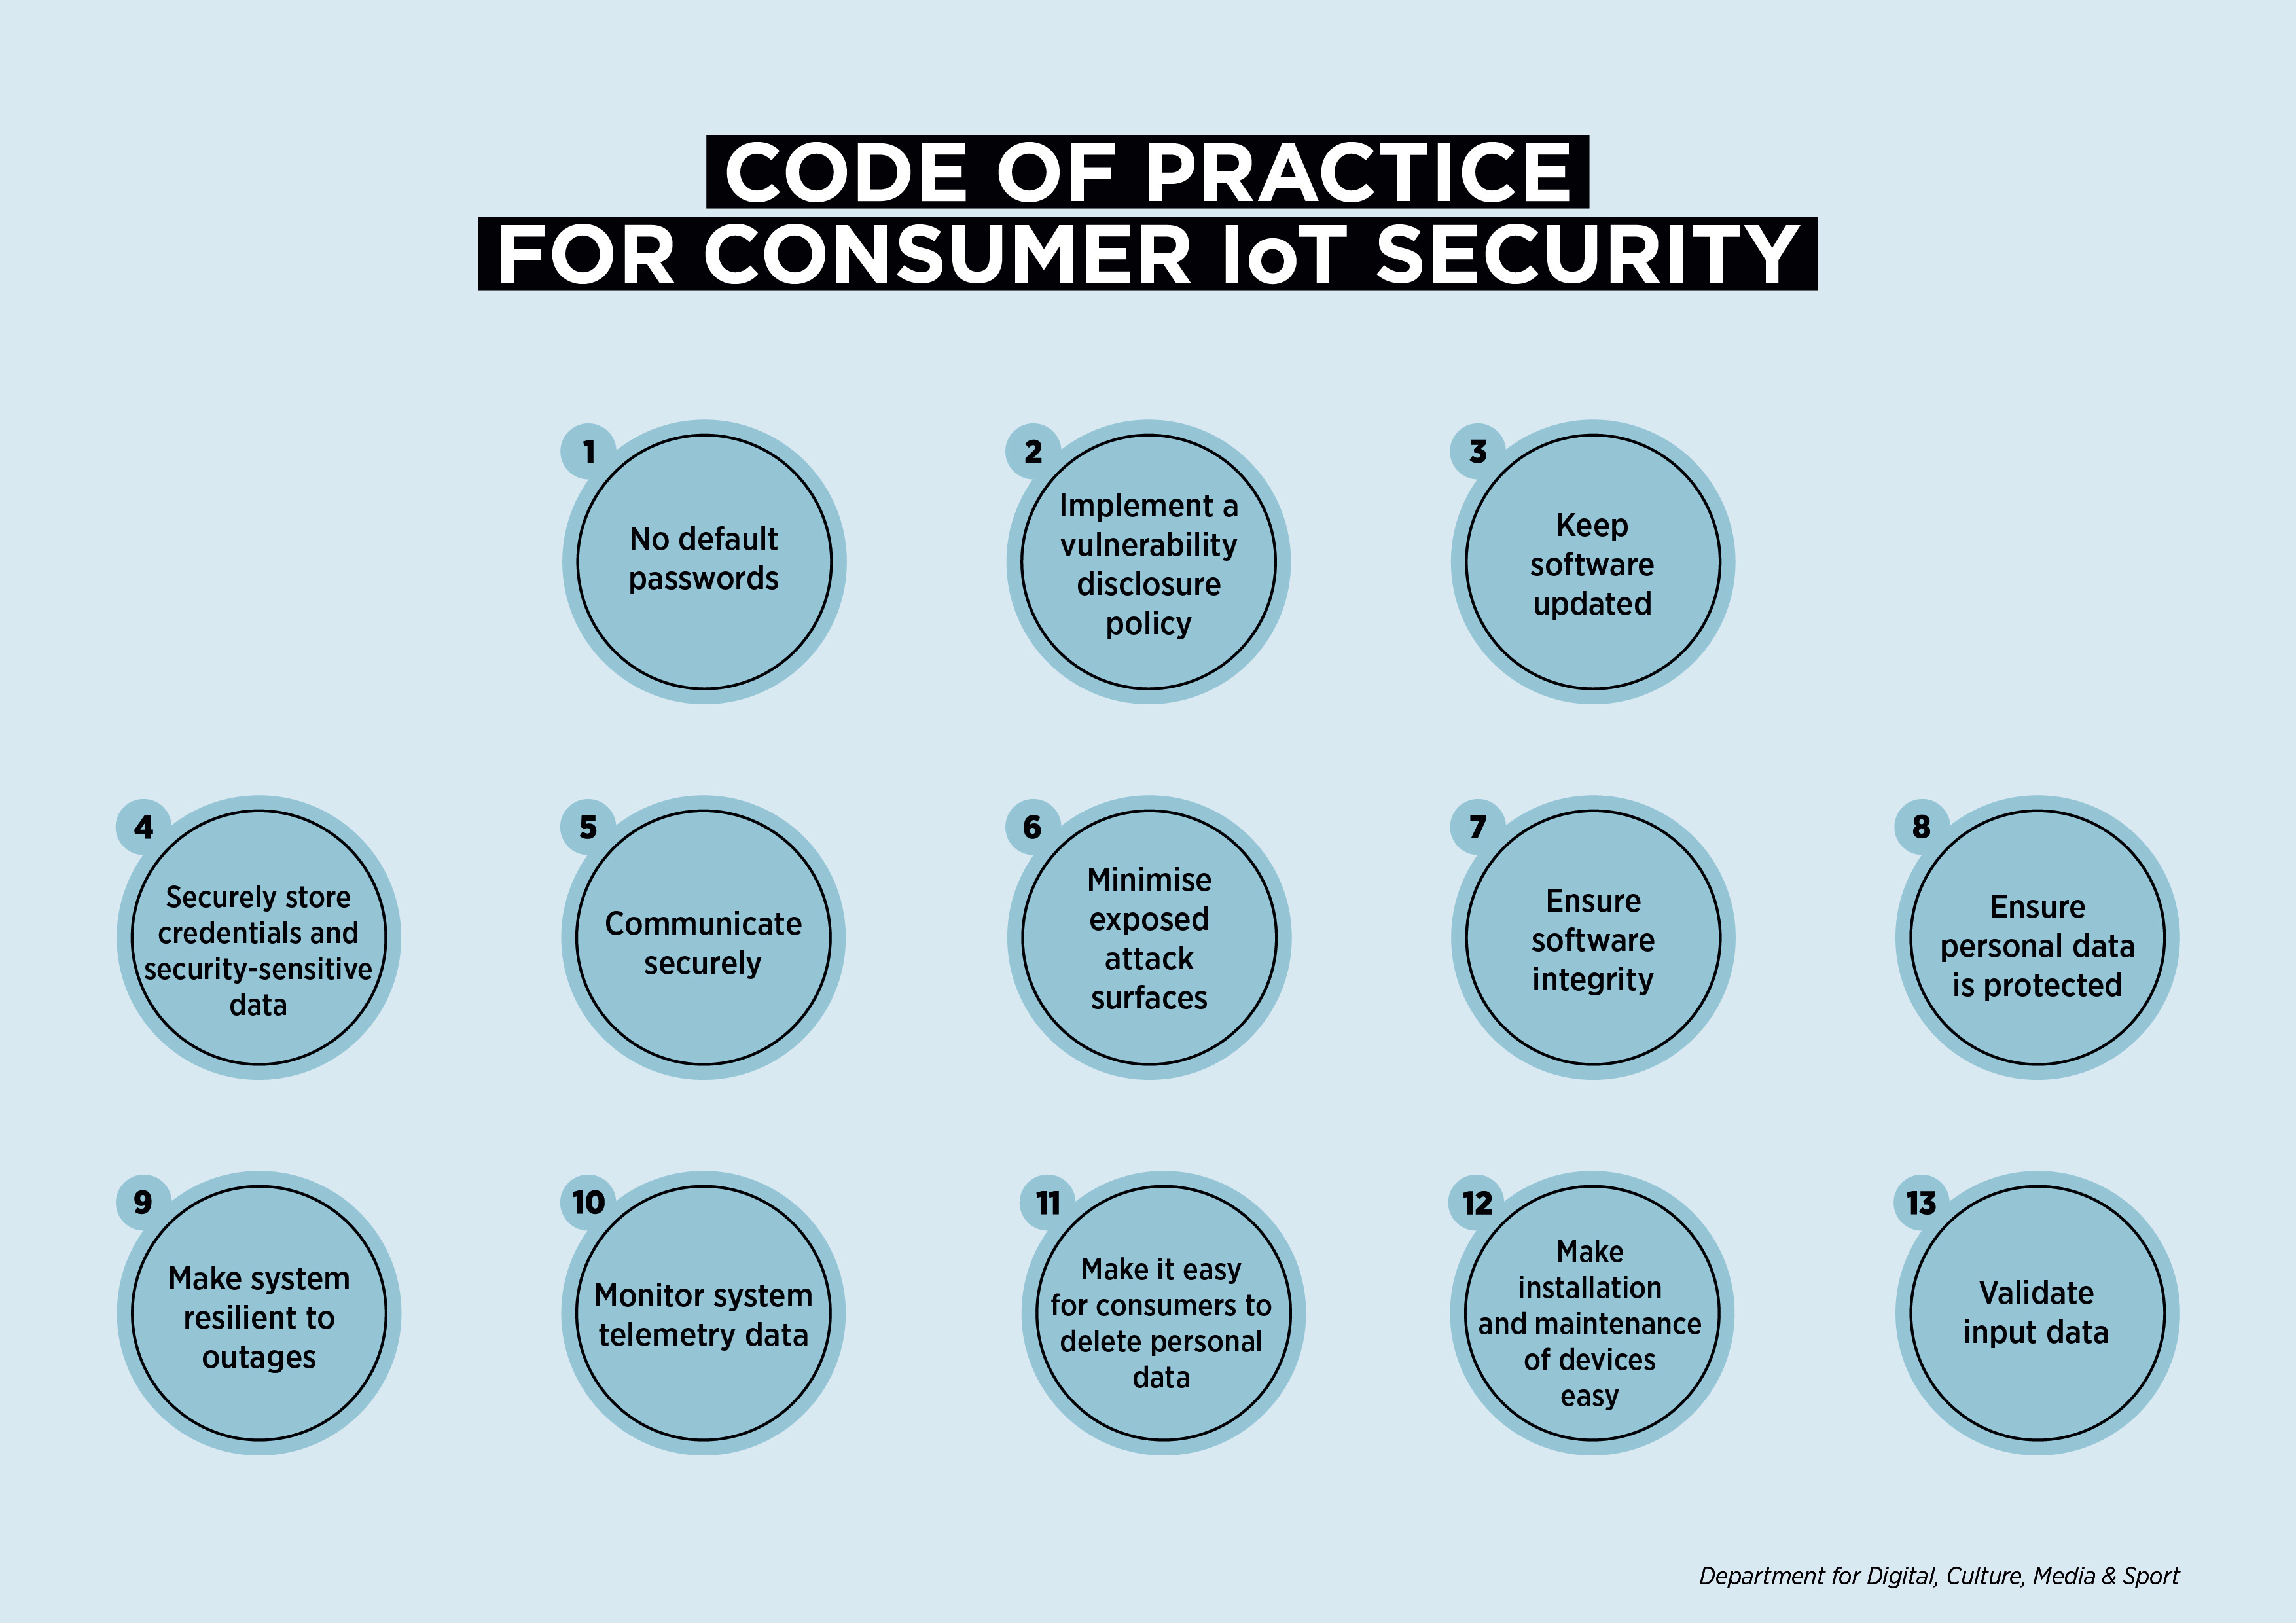 CODE OF PRACTICE
FOR CONSUMER IoT SECURITY
1
No default
passwords
2
Implement a
vulnerability
disclosure
policy
3
Keep
software
updated
4
Securely store
credentials and
security-sensitive
data
5
Communicate
securely
6
Minimise
exposed
attack
surfaces
7
Ensure
software
integrity
8
Ensure
personal data
is protected
9
Make system
resilient to
outages
10
Monitor system
telemetry data
11
Make it easy
for consumers to
delete personal
data
12
Make
installation
and maintenance
of devices
easy
13
Validate
input data
Department for Digital, Culture, Media & Sport